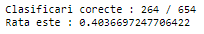 Clasificari corecte : 264 / 654
Rata este : 0.4036697247706422